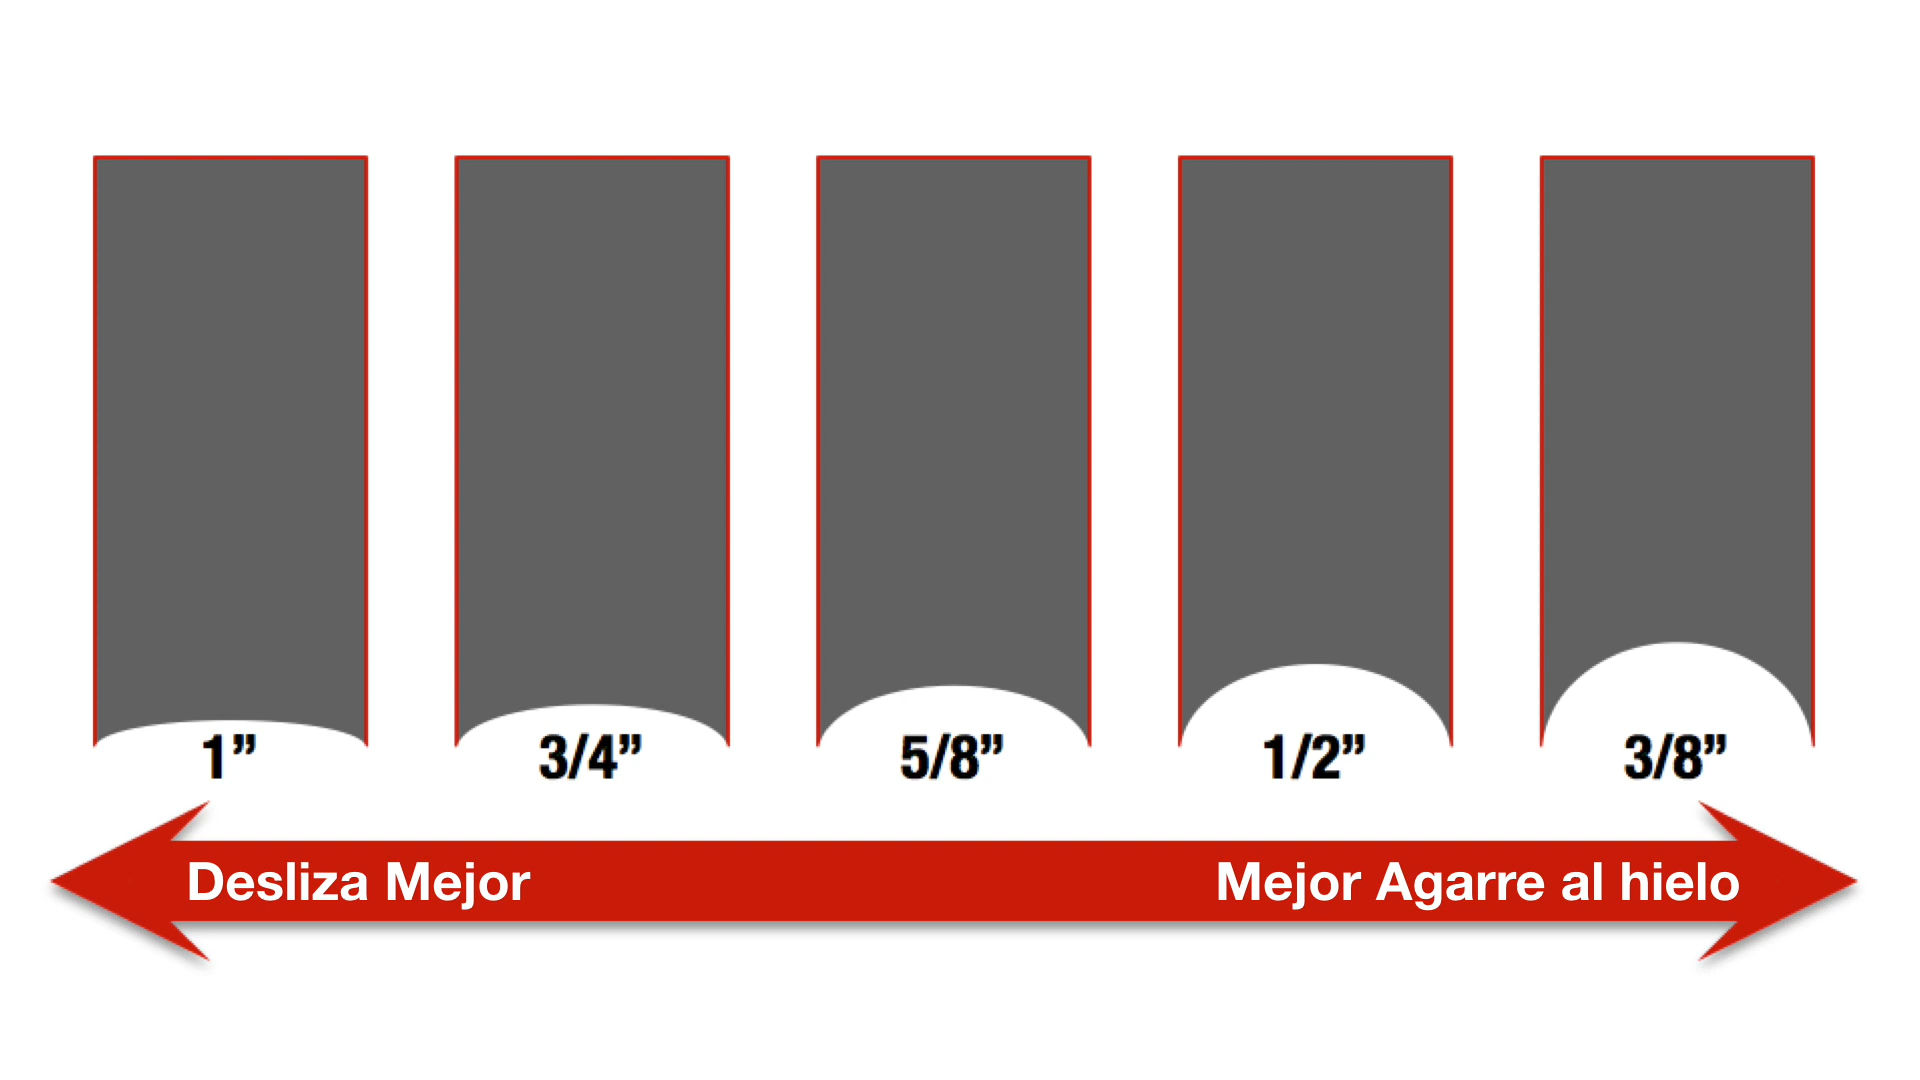 1” 3/4” 5/8” 1/2” 3/8”
Desliza Mejor Mejor Agarre al hielo